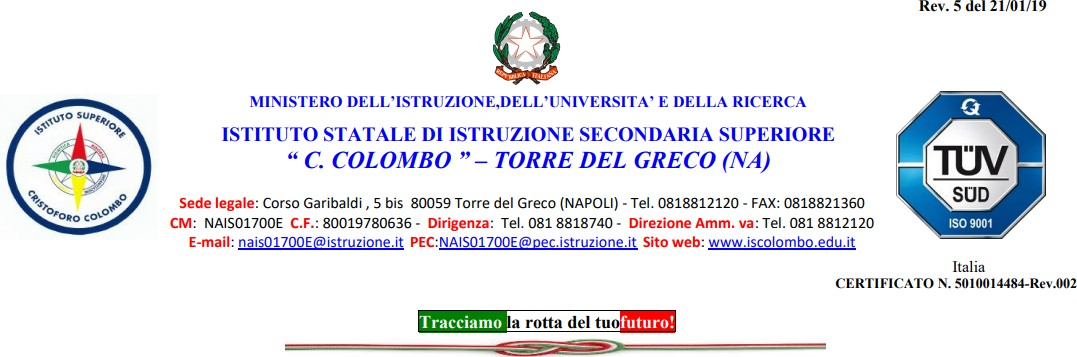 Rev. 5 del 21/01/19
REPVBBLICA ITALIANA
MINISTERO DELL’ISTRUZIONE,DELL’UNIVERSITA’ E DELLA RICERCA
ISTITUTO STATALE DI ISTRUZIONE SECONDARIA SUPERIORE
“ C. COLOMBO ” – TORRE DEL GRECO (NA)
ISTITUTO SUPERIORE
CRISTOFORO COLOMBO
TÜV
SÜD
ISO 9001
Sede legale: Corso Garibaldi , 5 bis 80059 Torre del Greco (NAPOLI) - Tel. 0818812120 - FAX: 0818821360
CM: NAIS01700E C.F.: 80019780636 - Dirigenza: Tel. 081 8818740 - Direzione Amm. va: Tel. 081 8812120
E-mail: nais01700E@istruzione.it PEC:NAIS01700E@pec.istruzione.it Sito web: www.iscolombo.edu.it
Italia
CERTIFICATO N. 5010014484-Rev.002
Tracciamo la rotta del tuo futuro!